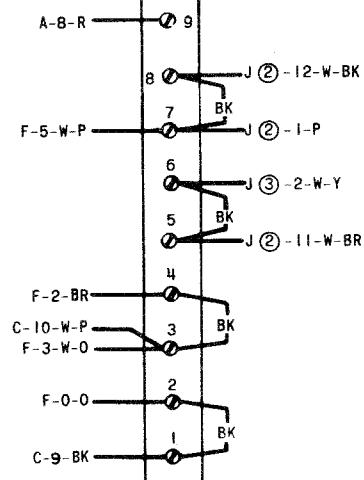 A-8-R 9
8 J 2 -12-W-BK
BK
7
F-5-W-P J 2 -1-P
6
J 3 -2-W-Y
BK
5
J 2 -11-W-BR
4
F-2-BR
C-10-W-P
3 BK
F-3-W-O
2
F-O-O
BK
1
C-9-BK